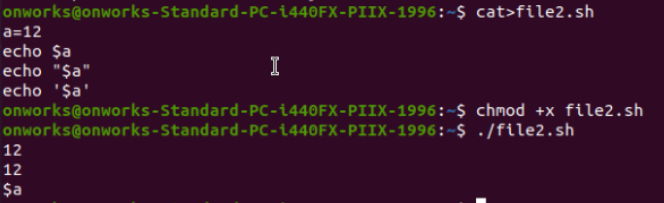 onworks@onworks-Standard-PC-i440FX-PIIX-1996:~$ cat>file2.sh
a=12
echo $a
echo "$a"
echo '$a'
onworks@onworks-Standard-PC-i440FX-PIIX-1996:~$ chmod +x file2.sh
onworks@onworks-Standard-PC-i440FX-PIIX-1996:~$ ./file2.sh
12
12
$a